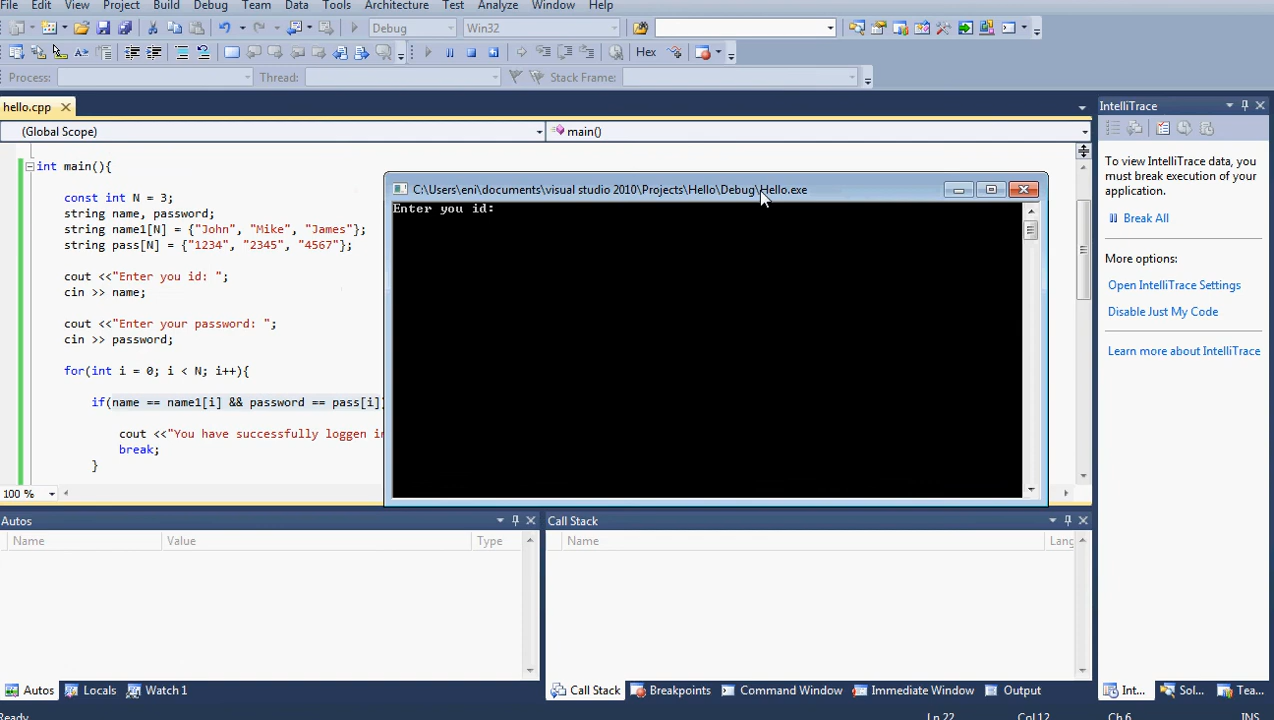 File Edit View Project Build Debug Team Data Tools Architecture Test Analyze Window Help
Debug Win32
Hex
Process: Thread: Stack Frame:
hello.cpp
(Global Scope) main()
int main(){
const int N = 3;
string name, password;
string name1[N] = {"John", "Mike", "James"};
string pass[N] = {"1234", "2345", "4567"};
cout <<"Enter you id: ";
cin >> name;
cout <<"Enter your password: ";
cin >> password;
for(int i = 0; i < N; i++){
if(name == name1[i] && password == pass[i])
cout <<"You have successfully loggen in
break;
}
100 %
C:\Users\eni\documents\visual studio 2010\Projects\Hello\Debug\Hello.exe
Enter you id:
IntelliTrace
To view IntelliTrace data, you
must break execution of your
application.
Break All
More options:
Open IntelliTrace Settings
Disable Just My Code
Learn more about IntelliTrace
Autos
Name Value Type
Call Stack
Name Lang
Autos Locals Watch 1
Call Stack Breakpoints Command Window Immediate Window Output
Int... Sol... Tea...
Ready Ln 22 Col 12 Ch 6 INS